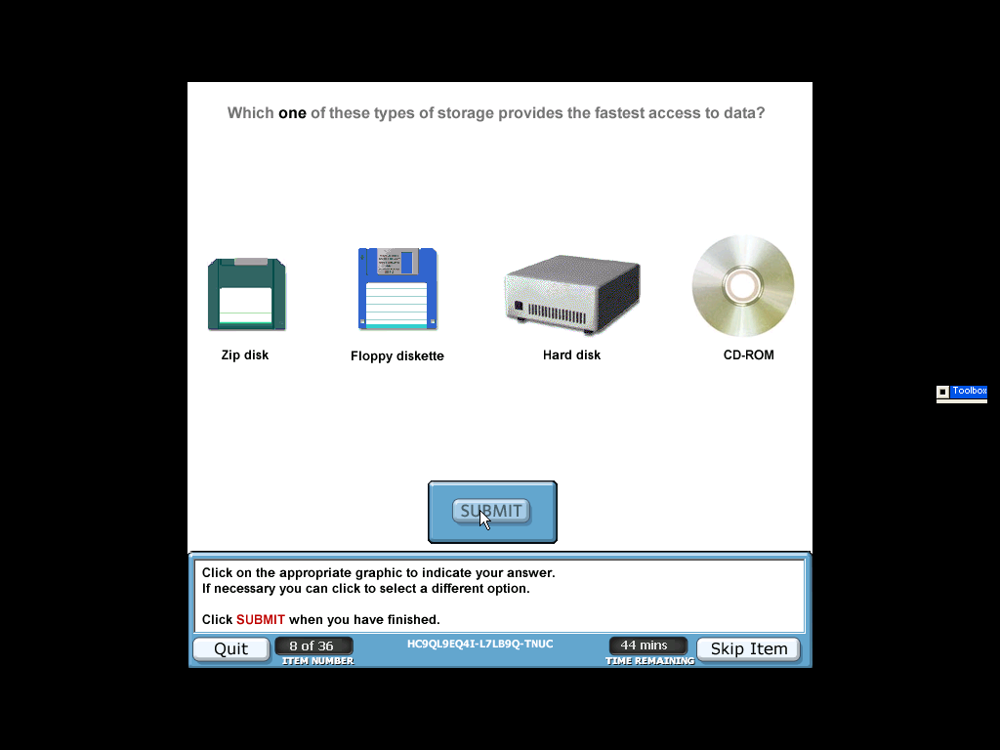 Which one of these types of storage provides the fastest access to data?
Zip disk
Floppy diskette
Hard disk
CD-ROM
Toolbox
SUBMIT
Click on the appropriate graphic to indicate your answer.
If necessary you can click to select a different option.
Click SUBMIT when you have finished.
Quit
8 of 36
ITEM NUMBER
HC9QL9EQ4I-L7LB9Q-TNUC
44 mins
TIME REMAINING
Skip Item